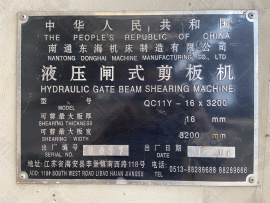 中华人民共和国
THE PEOPLE'S REPUBLIC OF CHINA
南通东海机床制造有限公司
NANTONG DONGHAI MACHINE MANUFACTURING CO., LTD
液压闸式剪板机
HYDRAULIC GATE BEAM SHEARING MACHINE
型号 QC11Y-16x3200
MODEL
可剪最大板厚 16 mm
SHEARING THICKNESS
可剪最大板宽 3200 mm
SHEARING WIDTH
出厂编号 出厂日期
SERIAL NO. DATE
地址:江苏省海安县李堡镇南西路118号 电话:0513-88286688
ADD: 118# SOUTH WEST ROAD LIBAO HAIAN JIANGSU